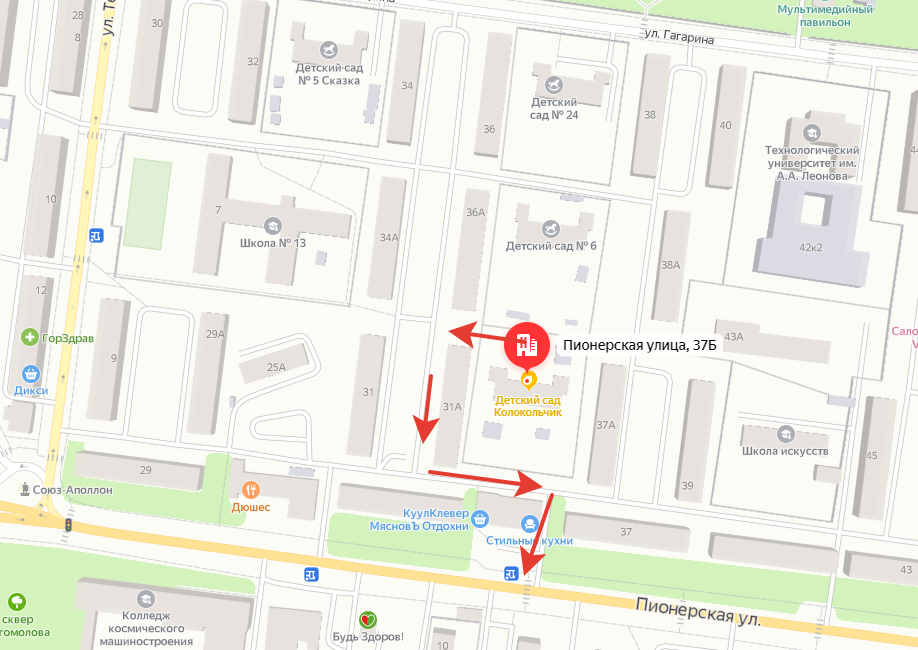 Мультимедийный
павильон
ул. Гагарина
28
30
8
32
34
36
38
40
Детский сад
№ 5 Сказка
Детский
сад № 24
Технологический
университет им.
А.А. Леонова
42к2
10
7
Школа № 13
34А
36А
Детский сад № 6
38А
12
ГорЗдрав
Дикси
9
29А
25А
31
31А
Пионерская улица, 37Б
Детский сад
Колокольчик
43А
37А
Школа искусств
45
39
29
Союз-Аполлон
Дюшес
КуулКлевер
МясновЪ Отдохни
Стильные кухни
37
43
Пионерская ул.
Колледж
космического
машиностроения
Будь Здоров!
10
сквер